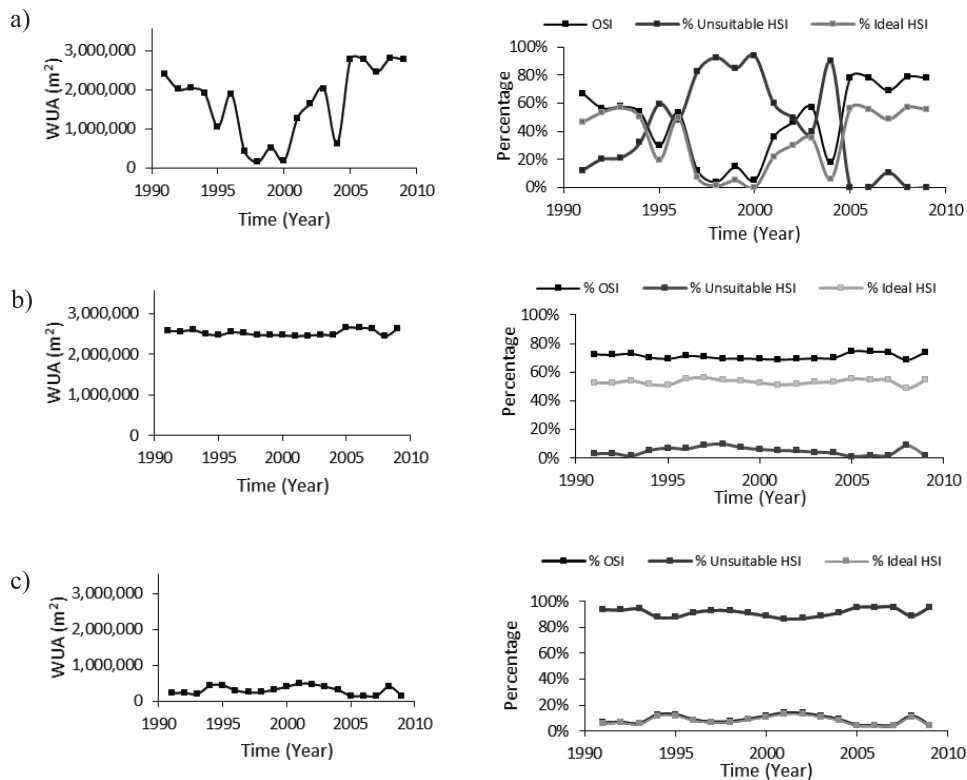 a)
WUA (m²)
3,000,000
2,000,000
1,000,000
0
1990 1995 2000 2005 2010
Time (Year)
OSI % Unsuitable HSI % Ideal HSI
Percentage
100%
80%
60%
40%
20%
0%
1990 1995 2000 2005 2010
Time (Year)
b)
WUA (m²)
3,000,000
2,000,000
1,000,000
0
1990 1995 2000 2005 2010
Time (Year)
% OSI % Unsuitable HSI % Ideal HSI
Percentage
100%
80%
60%
40%
20%
0%
1990 1995 2000 2005 2010
Time (Year)
c)
WUA (m²)
3,000,000
2,000,000
1,000,000
0
1990 1995 2000 2005 2010
Time (Year)
% OSI % Unsuitable HSI % Ideal HSI
Percentage
100%
80%
60%
40%
20%
0%
1990 1995 2000 2005 2010
Time (Year)